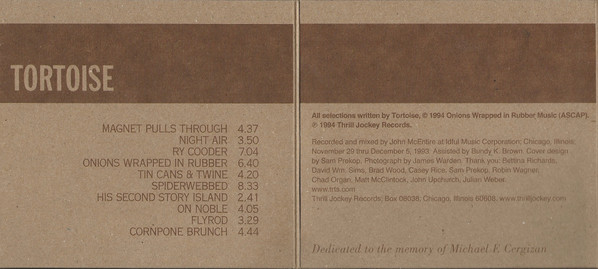 TORTOISE
MAGNET PULLS THROUGH 4.37
NIGHT AIR 3.50
RY COODER 7.04
ONIONS WRAPPED IN RUBBER 6.40
TIN CANS & TWINE 4.20
SPIDERWEBBED 8.33
HIS SECOND STORY ISLAND 2.41
ON NOBLE 4.05
FLYROD 3.29
CORNPONE BRUNCH 4.44
All selections written by Tortoise, © 1994 Onions Wrapped in Rubber Music (ASCAP).
℗ 1994 Thrill Jockey Records.
Recorded and mixed by John McEntire at Idful Music Corporation; Chicago, Illinois,
November 29 thru December 5, 1993. Assisted by Bundy K. Brown. Cover design
by Sam Prekop. Photograph by James Warden. Thank you: Bettina Richards,
David Wm. Sims, Brad Wood, Casey Rice, Sam Prekop, Robin Wagner,
Chad Organ, Matt McClintock, John Upchurch, Julian Weber.
www.trts.com
Thrill Jockey Records: Box 08038, Chicago, Illinois 60608, www.thrilljockey.com
Dedicated to the memory of Michael F. Cergizan